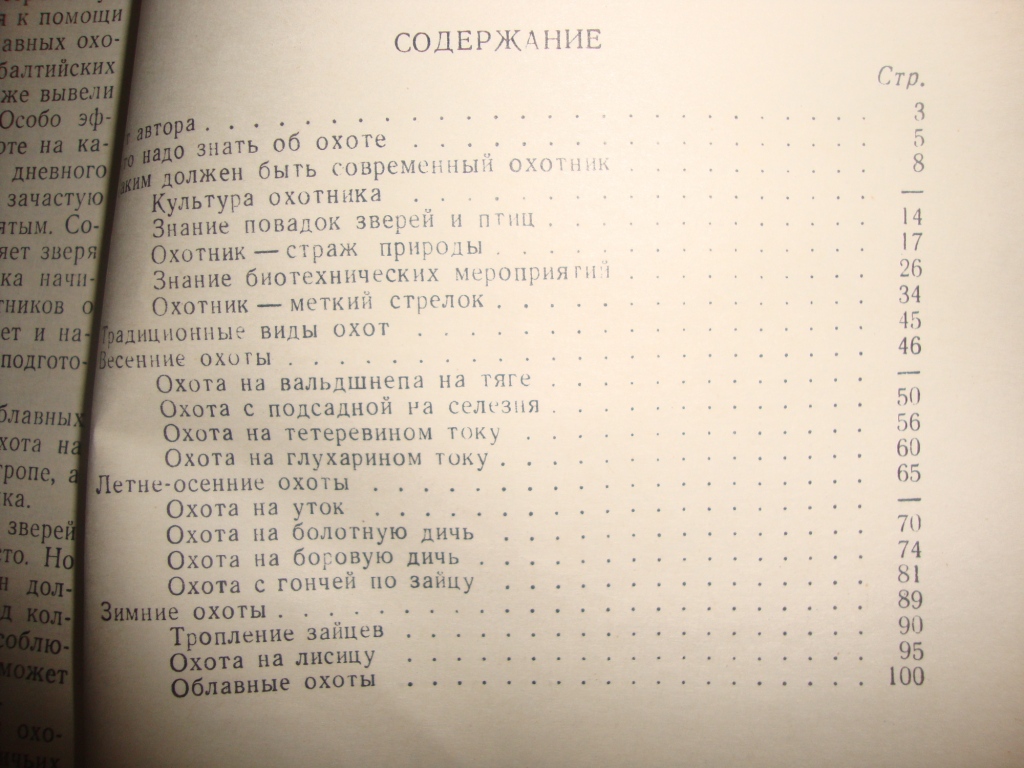 я к помощи
авных охо-
балтийских
же вывели
Особо эф-
оте на ка-
дневного
зачастую
ятым. Со-
яет зверя
ка начи-
тников о
ет и на-
подгото-
блавных
хота на
тропе, а
ка.
зверей
сто. Но
н дол-
д кол-
соблю-
может
охо-
СОДЕРЖАНИЕ
Стр.
т автора . . . 3
то надо знать об охоте . . . 5
аким должен быть современный охотник . . . 8
Культура охотника . . . —
Знание повадок зверей и птиц . . . 14
Охотник — страж природы . . . 17
Знание биотехнических мероприятий . . . 26
Охотник — меткий стрелок . . . 34
Традиционные виды охот . . . 45
Весенние охоты . . . 46
Охота на вальдшнепа на тяге . . . —
Охота с подсадной на селезня . . . 50
Охота на тетеревином току . . . 56
Охота на глухарином току . . . 60
Летне-осенние охоты . . . 65
Охота на уток . . . —
Охота на болотную дичь . . . 70
Охота на боровую дичь . . . 74
Охота с гончей по зайцу . . . 81
Зимние охоты . . . 89
Тропление зайцев . . . 90
Охота на лисицу . . . 95
Облавные охоты . . . 100